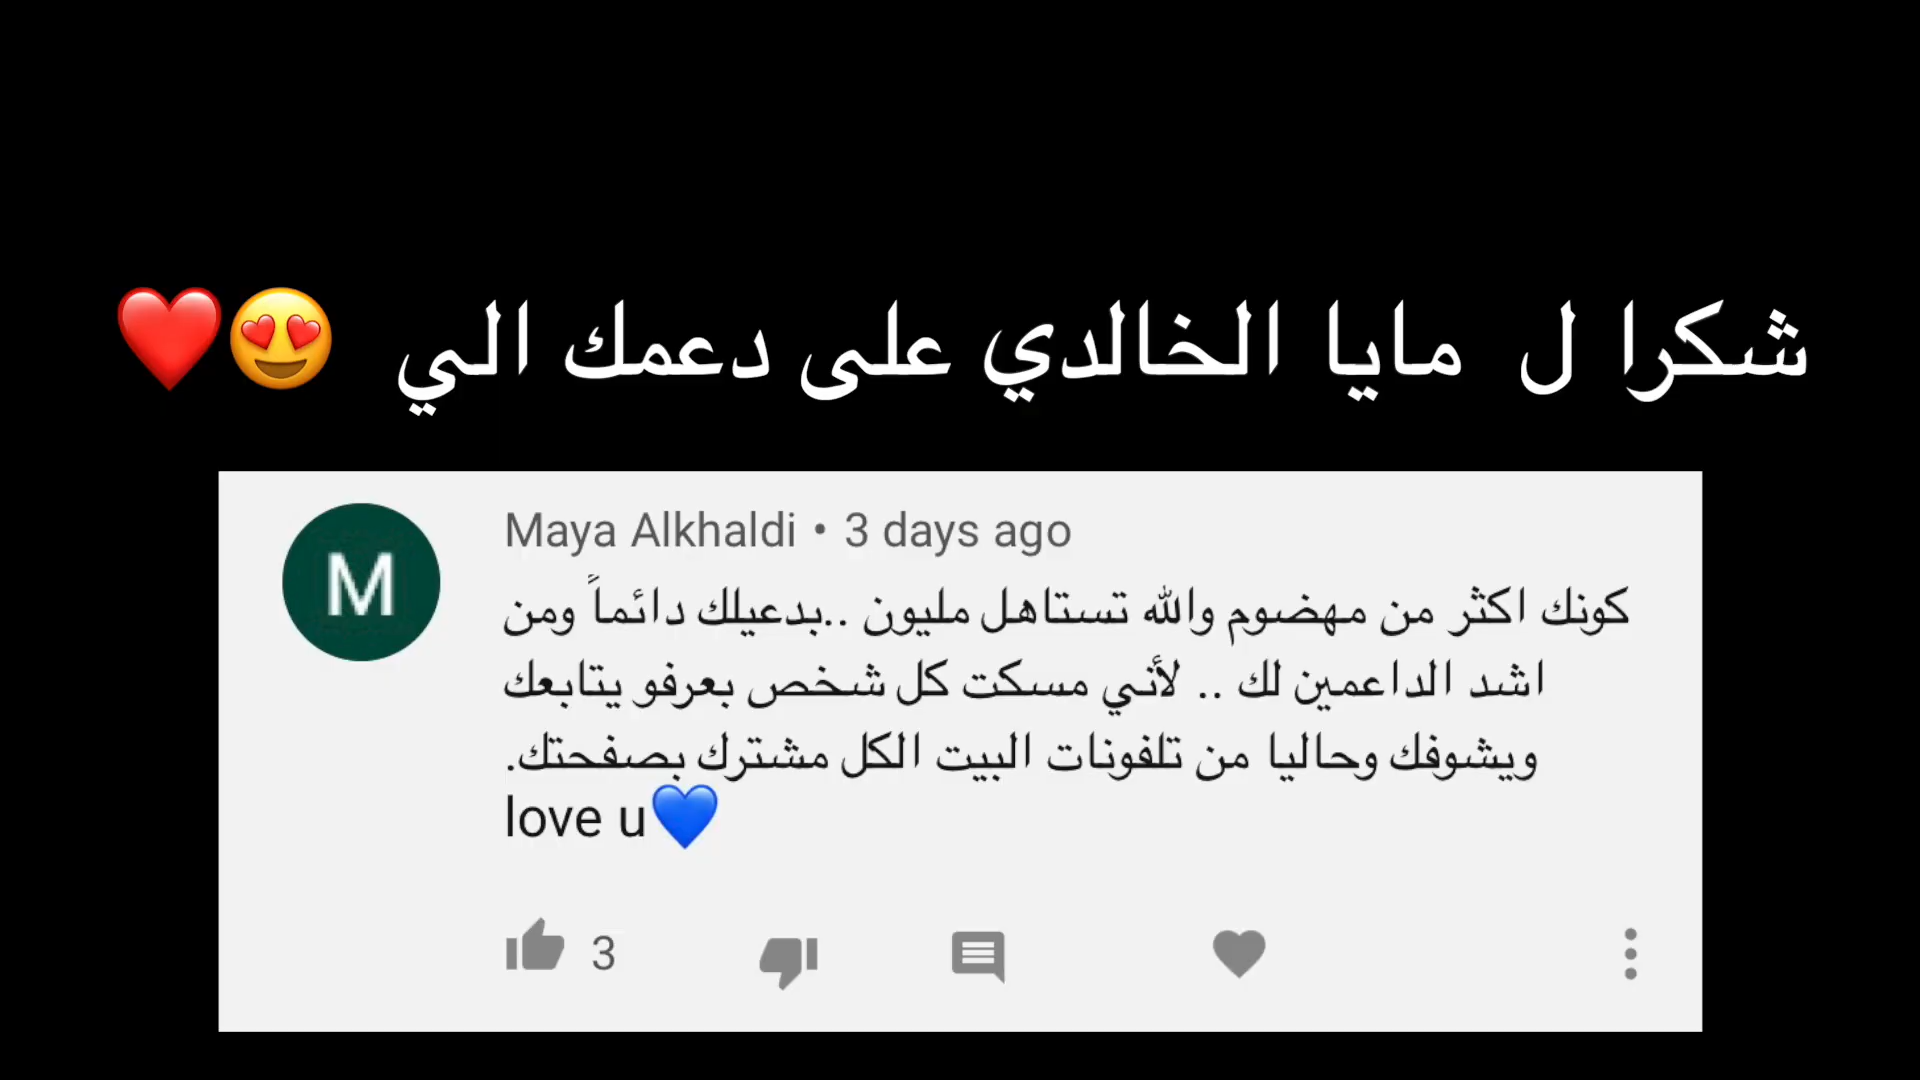 شكرا ل مايا الخالدي على دعمك الي 😍❤️
M
Maya Alkhaldi • 3 days ago
كونك اكثر من مهضوم والله تستاهل مليون ..بدعيلك دائماً ومن
اشد الداعمين لك .. لأني مسكت كل شخص بعرفو يتابعك
ويشوفك وحاليا من تلفونات البيت الكل مشترك بصفحتك.
love u💙
3